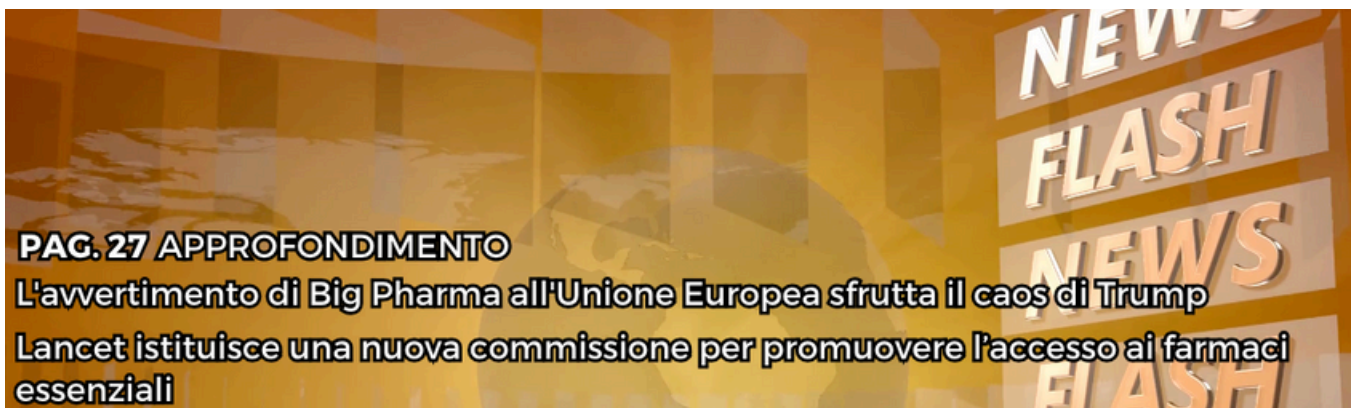 NEWS
FLASH
NEWS
FLASH
PAG. 27 APPROFONDIMENTO
L'avvertimento di Big Pharma all'Unione Europea sfrutta il caos di Trump
Lancet istituisce una nuova commissione per promuovere l’accesso ai farmaci
essenziali